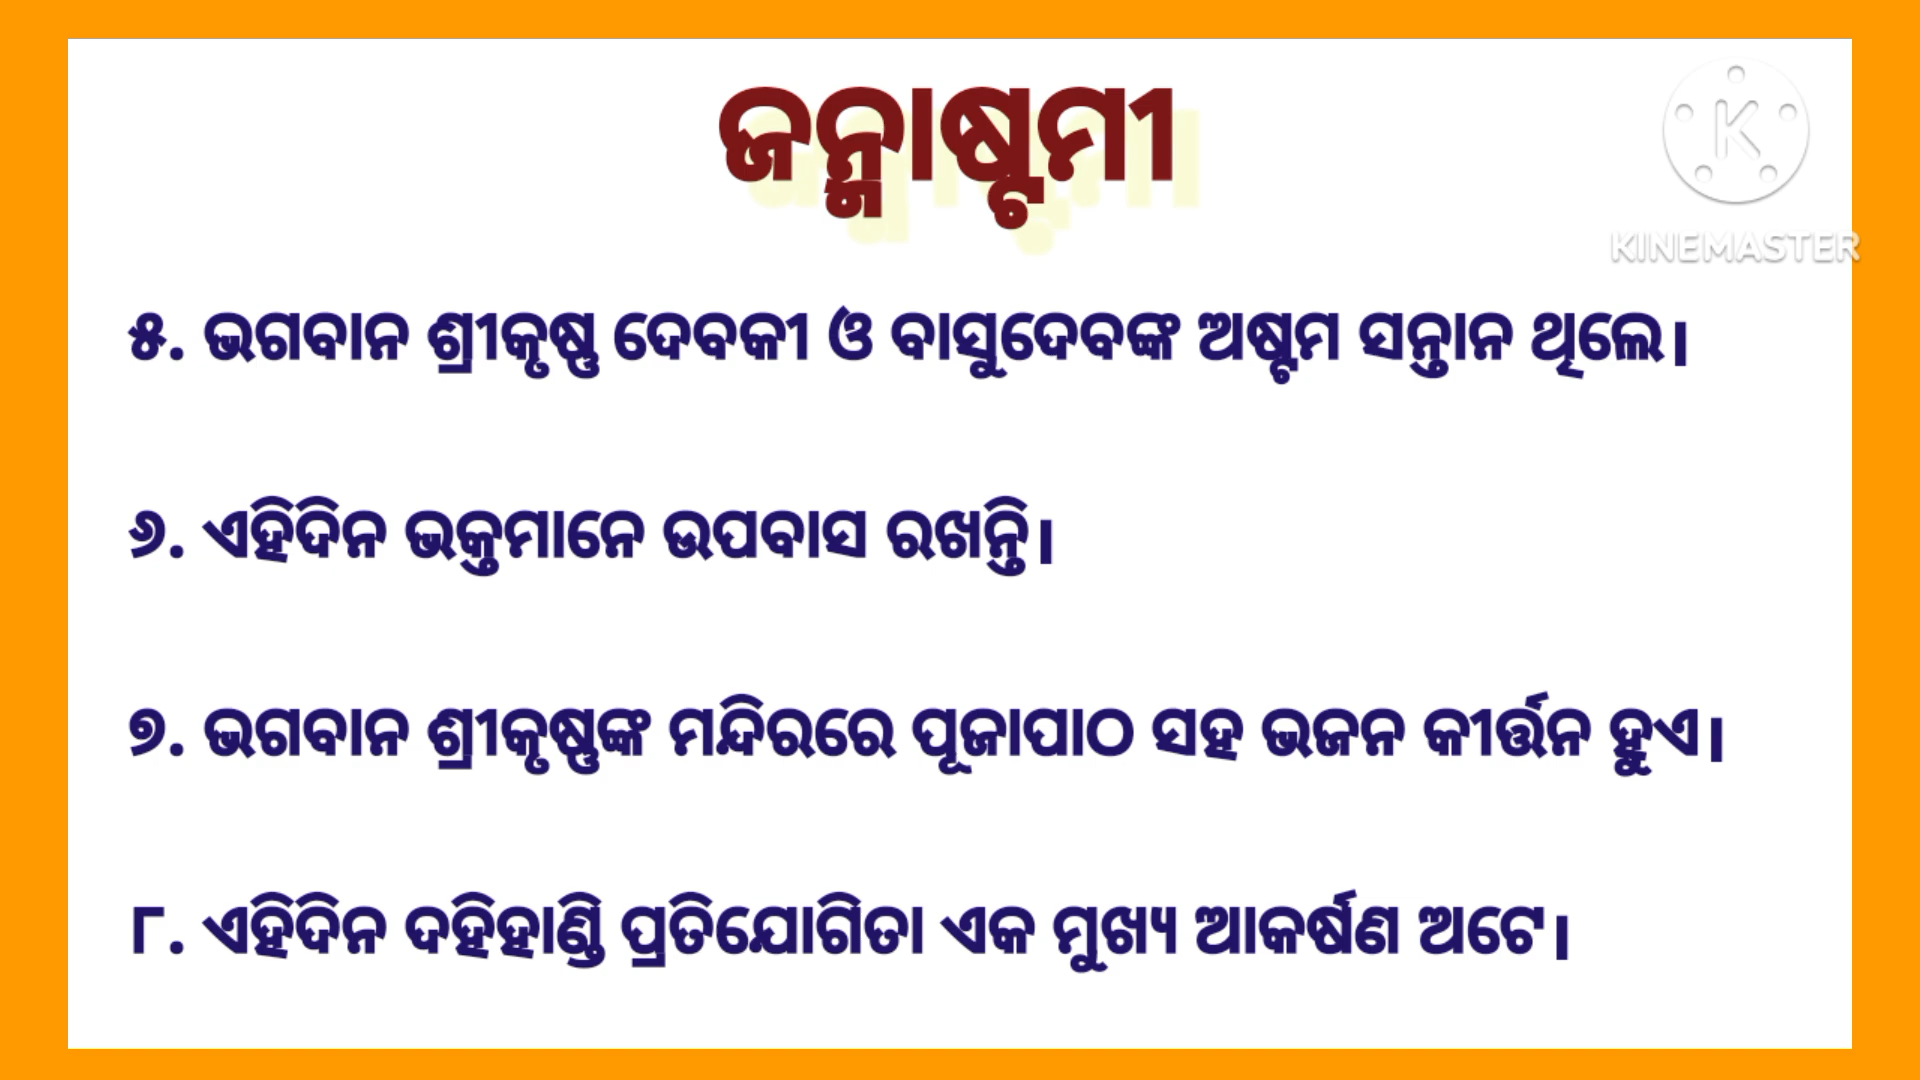 ଜନ୍ମାଷ୍ଟମୀ
KINEMASTER
୫. ଭଗବାନ ଶ୍ରୀକୃଷ୍ଣ ଦେବକୀ ଓ ବାସୁଦେବଙ୍କ ଅଷ୍ଟମ ସନ୍ତାନ ଥିଲେ।
୬. ଏହିଦିନ ଭକ୍ତମାନେ ଉପବାସ ରଖନ୍ତି।
୭. ଭଗବାନ ଶ୍ରୀକୃଷ୍ଣଙ୍କ ମନ୍ଦିରରେ ପୂଜାପାଠ ସହ ଭଜନ କୀର୍ତ୍ତନ ହୁଏ।
୮. ଏହିଦିନ ଦହିହାଣ୍ଡି ପ୍ରତିଯୋଗିତା ଏକ ମୁଖ୍ୟ ଆକର୍ଷଣ ଅଟେ।